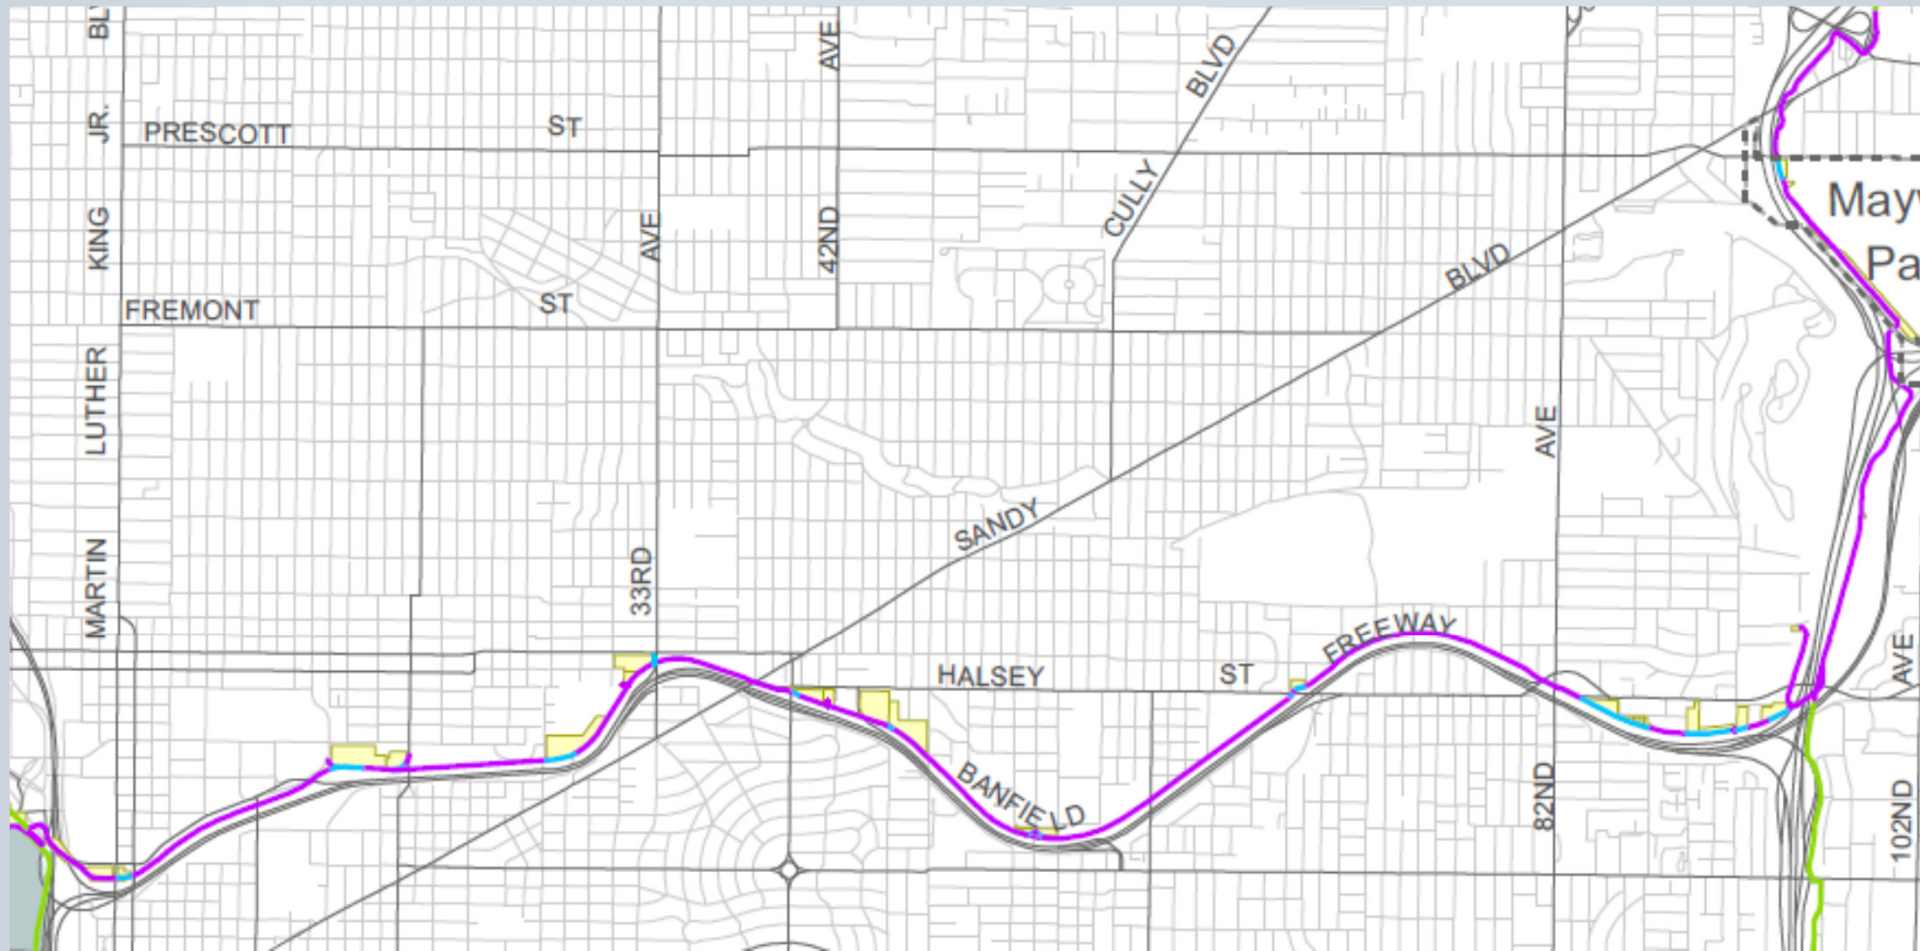 BL
AVE
BLVD
JR.
PRESCOTT
ST
CULLY
KING
AVE
42ND
BLVD
May
Pa
FREMONT
ST
LUTHER
AVE
SANDY
MARTIN
33RD
FREEWAY
AVE
HALSEY
ST
BANFIELD
82ND
102ND